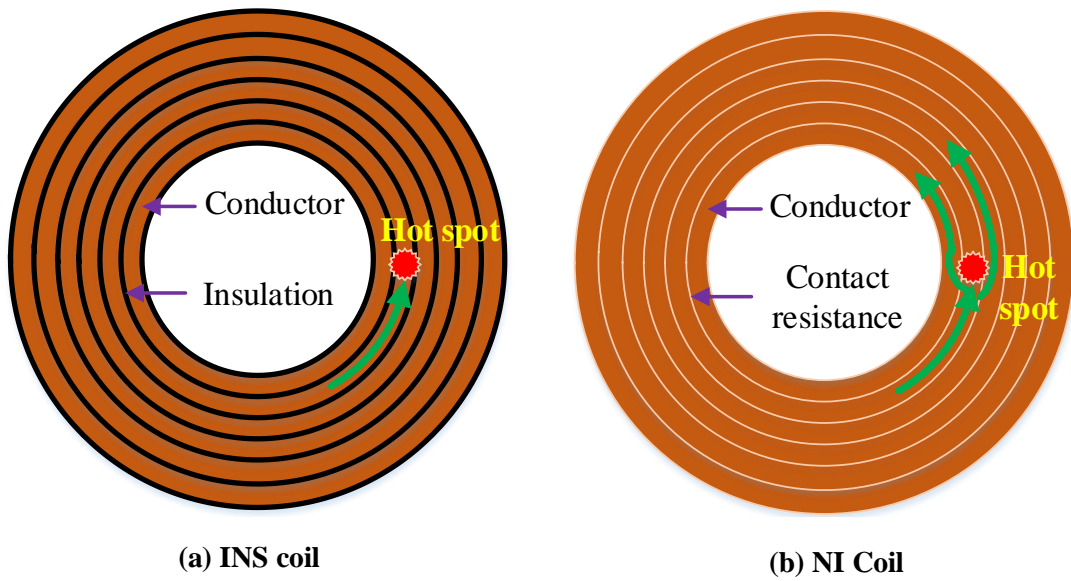 Conductor
Hot spot
Insulation
(a) INS coil
Conductor
Contact
resistance
Hot
spot
(b) NI Coil